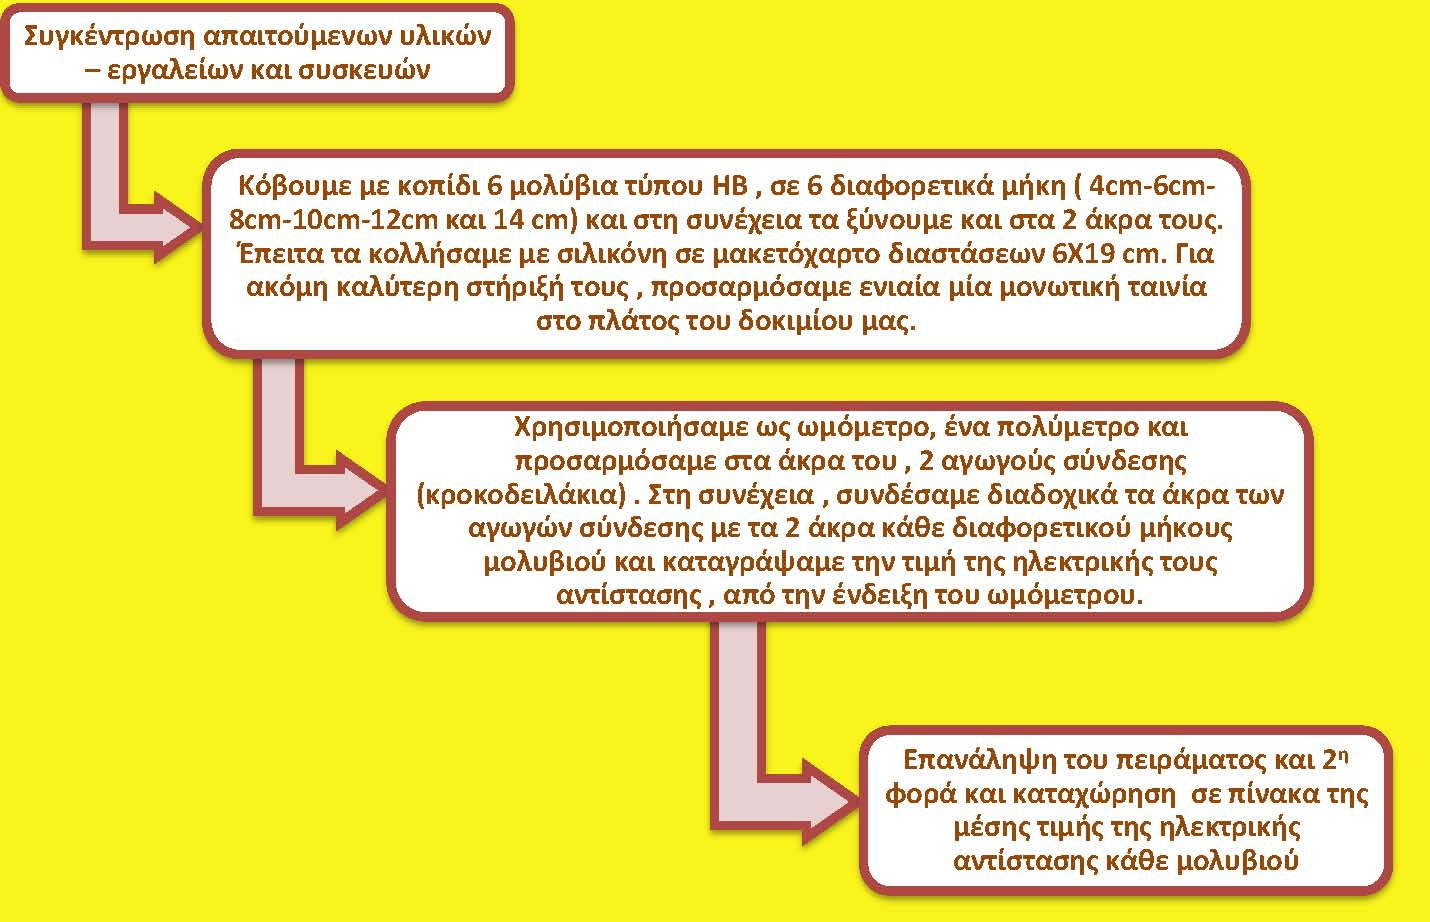 Συγκέντρωση απαιτούμενων υλικών
– εργαλείων και συσκευών
Κόβουμε με κοπίδι 6 μολύβια τύπου HB , σε 6 διαφορετικά μήκη ( 4cm-6cm-
8cm-10cm-12cm και 14 cm) και στη συνέχεια τα ξύνουμε και στα 2 άκρα τους.
Έπειτα τα κολλήσαμε με σιλικόνη σε μακετόχαρτο διαστάσεων 6Χ19 cm. Για
ακόμη καλύτερη στήριξή τους , προσαρμόσαμε ενιαία μία μονωτική ταινία
στο πλάτος του δοκιμίου μας.
Χρησιμοποιήσαμε ως ωμόμετρο, ένα πολύμετρο και
προσαρμόσαμε στα άκρα του , 2 αγωγούς σύνδεσης
(κροκοδειλάκια) . Στη συνέχεια , συνδέσαμε διαδοχικά τα άκρα των
αγωγών σύνδεσης με τα 2 άκρα κάθε διαφορετικού μήκους
μολυβιού και καταγράψαμε την τιμή της ηλεκτρικής τους
αντίστασης , από την ένδειξη του ωμόμετρου.
Επανάληψη του πειράματος και 2η
φορά και καταχώρηση σε πίνακα της
μέσης τιμής της ηλεκτρικής
αντίστασης κάθε μολυβιού